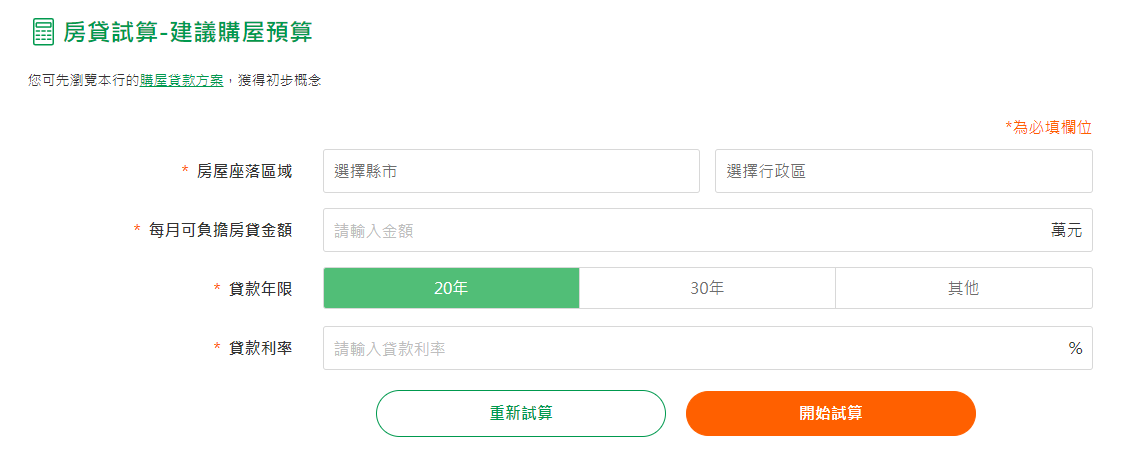 房貸試算-建議購屋預算
您可先瀏覽本行的購屋貸款方案，獲得初步概念
*為必填欄位
* 房屋座落區域 選擇縣市 選擇行政區
* 每月可負擔房貸金額 請輸入金額 萬元
* 貸款年限 20年 30年 其他
* 貸款利率 請輸入貸款利率 %
重新試算 開始試算